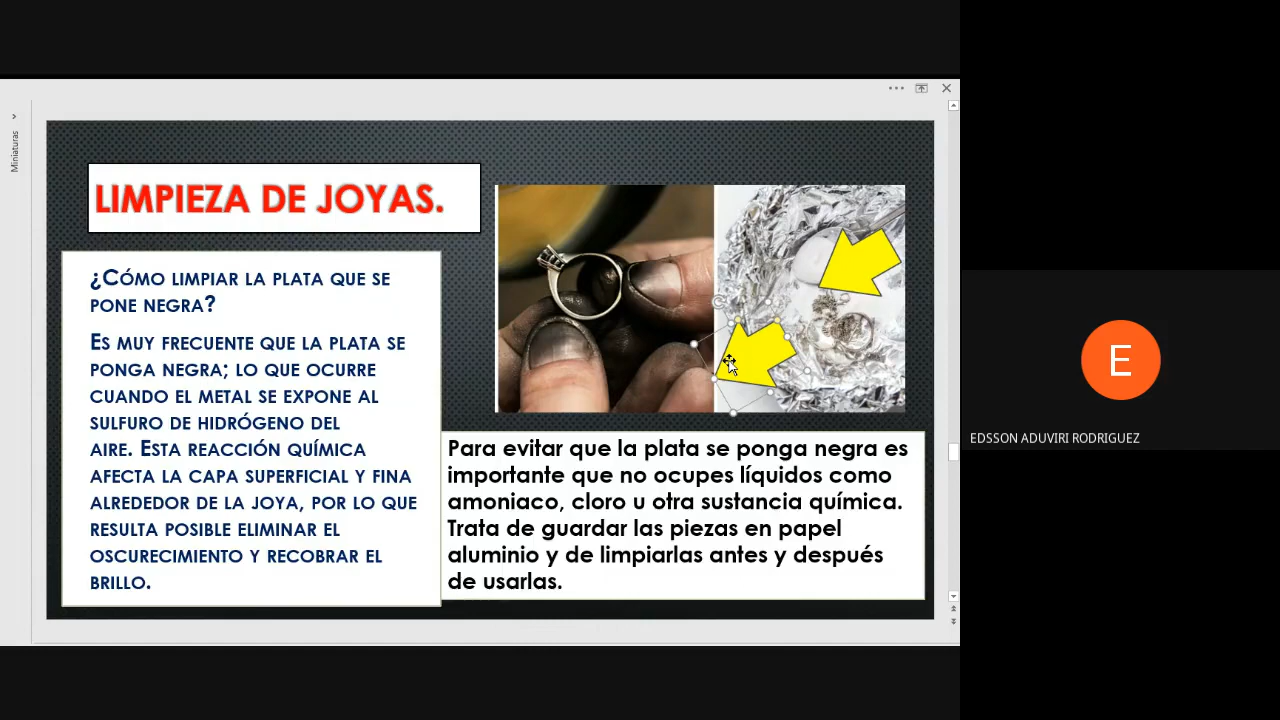 Miniaturas
LIMPIEZA DE JOYAS.
¿CÓMO LIMPIAR LA PLATA QUE SE
PONE NEGRA?
ES MUY FRECUENTE QUE LA PLATA SE
PONGA NEGRA; LO QUE OCURRE
CUANDO EL METAL SE EXPONE AL
SULFURO DE HIDRÓGENO DEL
AIRE. ESTA REACCIÓN QUÍMICA
AFECTA LA CAPA SUPERFICIAL Y FINA
ALREDEDOR DE LA JOYA, POR LO QUE
RESULTA POSIBLE ELIMINAR EL
OSCURECIMIENTO Y RECOBRAR EL
BRILLO.
Para evitar que la plata se ponga negra es
importante que no ocupes líquidos como
amoniaco, cloro u otra sustancia química.
Trata de guardar las piezas en papel
aluminio y de limpiarlas antes y después
de usarlas.
E
EDSSON ADUVIRI RODRIGUEZ